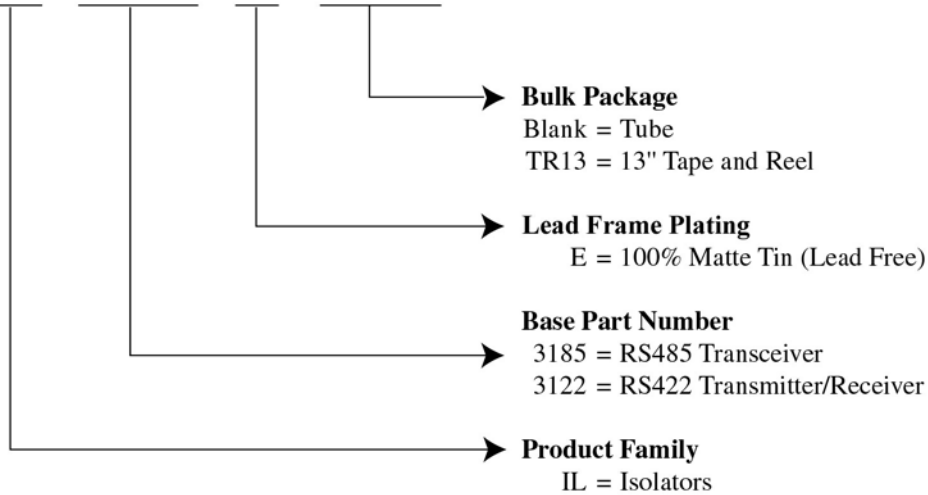 Bulk Package
Blank = Tube
TR13 = 13" Tape and Reel
Lead Frame Plating
E = 100% Matte Tin (Lead Free)
Base Part Number
3185 = RS485 Transceiver
3122 = RS422 Transmitter/Receiver
Product Family
IL = Isolators